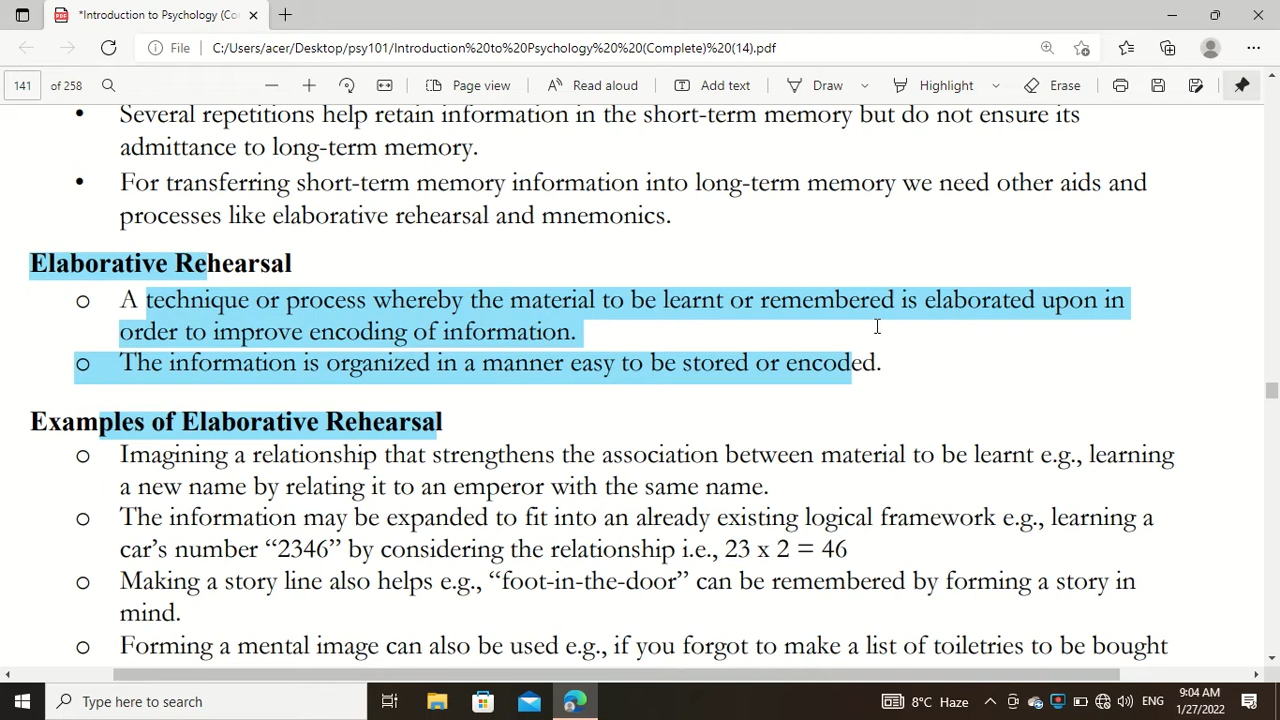 *Introduction to Psychology (Co
File C:/Users/acer/Desktop/psy101/Introduction%20to%20Psychology%20%20(Complete)%20(14).pdf
141 of 258 Page view Read aloud Add text Draw Highlight Erase
• Several repetitions help retain information in the short-term memory but do not ensure its
admittance to long-term memory.
• For transferring short-term memory information into long-term memory we need other aids and
processes like elaborative rehearsal and mnemonics.
Elaborative Rehearsal
o A technique or process whereby the material to be learnt or remembered is elaborated upon in
order to improve encoding of information.
o The information is organized in a manner easy to be stored or encoded.
Examples of Elaborative Rehearsal
o Imagining a relationship that strengthens the association between material to be learnt e.g., learning
a new name by relating it to an emperor with the same name.
o The information may be expanded to fit into an already existing logical framework e.g., learning a
car's number “2346” by considering the relationship i.e., 23 x 2 = 46
o Making a story line also helps e.g., “foot-in-the-door” can be remembered by forming a story in
mind.
o Forming a mental image can also be used e.g., if you forgot to make a list of toiletries to be bought
Type here to search 8°C Haze ENG 9:04 AM
1/27/2022